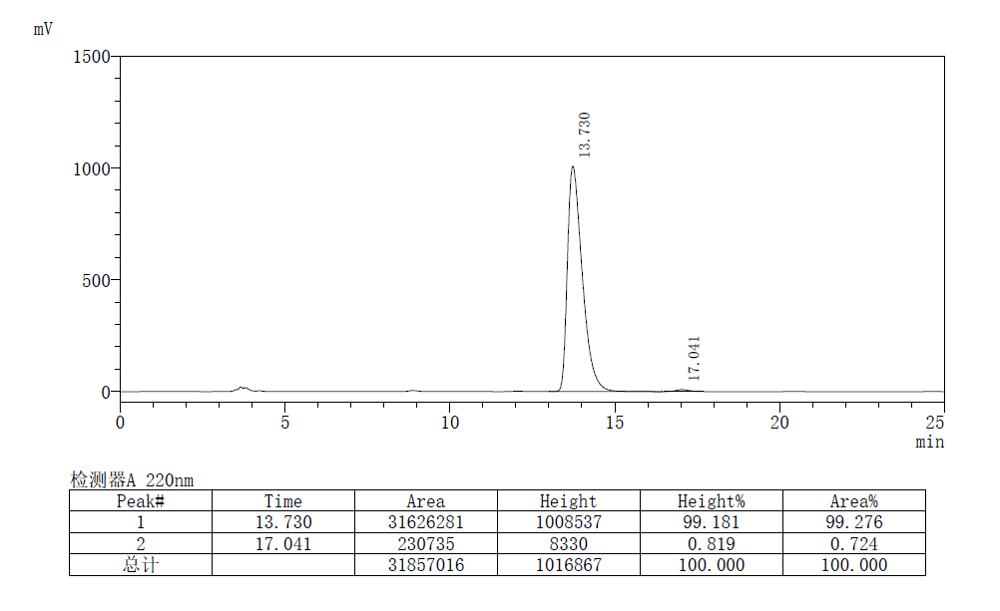 mV
1500
13.730
1000
500
17.041
0
0 5 10 15 20 25
min
检测器A 220nm
Peak# Time Area Height Height% Area%
1 13.730 31626281 1008537 99.181 99.276
2 17.041 230735 8330 0.819 0.724
总计 31857016 1016867 100.000 100.000